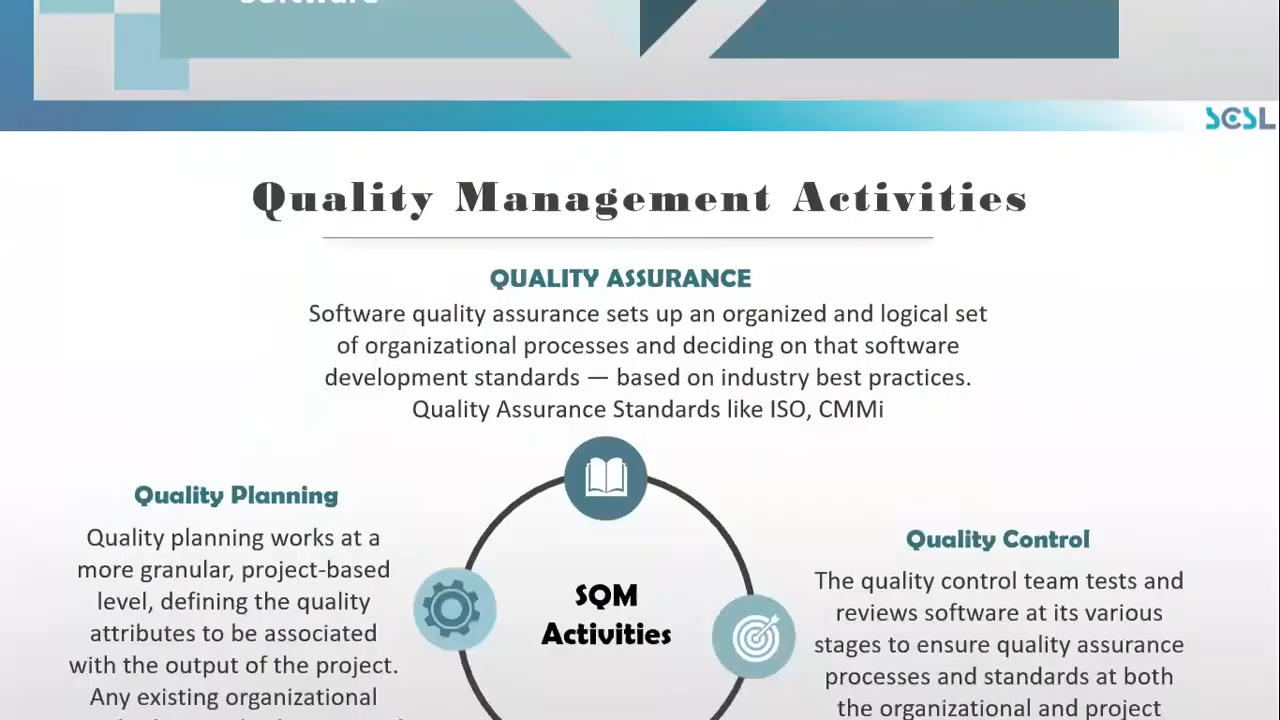 SCSL
Quality Management Activities
QUALITY ASSURANCE
Software quality assurance sets up an organized and logical set
of organizational processes and deciding on that software
development standards — based on industry best practices.
Quality Assurance Standards like ISO, CMMi
Quality Planning
Quality planning works at a
more granular, project-based
level, defining the quality
attributes to be associated
with the output of the project.
Any existing organizational
SQM
Activities
Quality Control
The quality control team tests and
reviews software at its various
stages to ensure quality assurance
processes and standards at both
the organizational and project